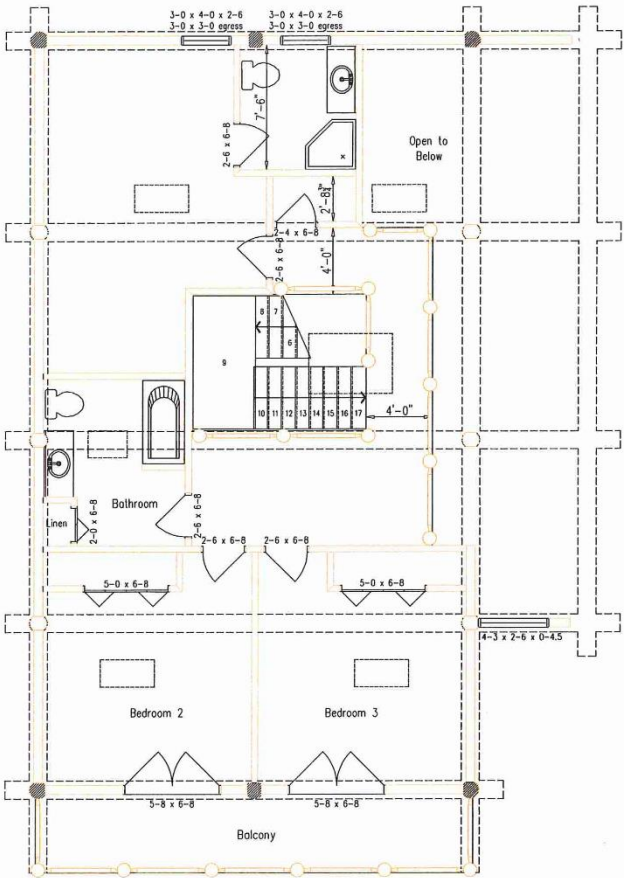 3-0 x 4-0 x 2-6
3-0 x 3-0 egress
3-0 x 4-0 x 2-6
3-0 x 3-0 egress
7'-6"
2-6 x 6-8
Open to
Below
x
2'-8¾"
2-4 x 6-8
2-6 x 6-8
4'-0"
8
7
6
9
10
11
12
13
14
15
16
17
4'-0"
Bathroom
Linen
2-0 x 6-8
2-6 x 6-8
2-6 x 6-8
2-6 x 6-8
5-0 x 6-8
5-0 x 6-8
4-3 x 2-6 x 0-4.5
Bedroom 2
Bedroom 3
5-8 x 6-8
5-8 x 6-8
Balcony